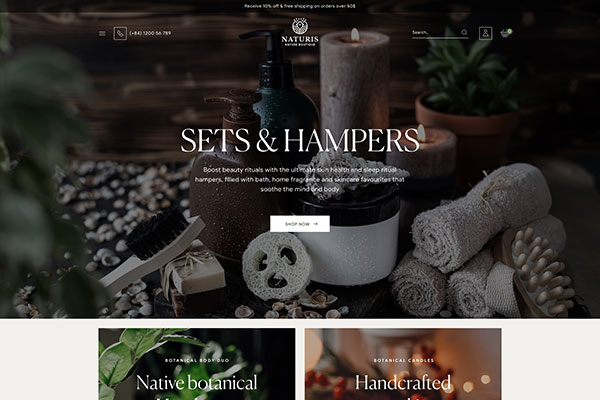 Receive 10% off & free shipping on orders over 50$
(+84) 1200 56 789
NATURIS
NATURE BOUTIQUE
Search..
SETS & HAMPERS
Boost beauty rituals with the ultimate skin health and sleep ritual
hampers, filled with bath, home fragrance and skincare favourites that
soothe the mind and body
SHOP NOW →
BOTANICAL BODY DUO
Native botanical
BOTANICAL CANDLES
Handcrafted